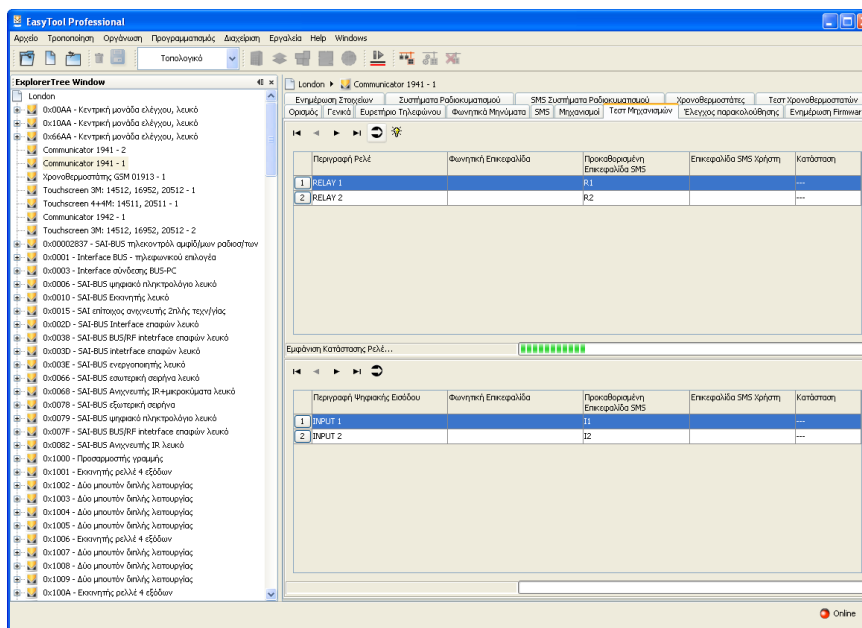 EasyTool Professional
Αρχείο Τροποποίηση Οργάνωση Προγραμματισμός Διαχείριση Εργαλεία Help Windows
Τοπολογικό
ExplorerTree Window
London
0x00AA - Κεντρική μονάδα ελέγχου, λευκό
0x10AA - Κεντρική μονάδα ελέγχου, λευκό
0x66AA - Κεντρική μονάδα ελέγχου, λευκό
Communicator 1941 - 2
Communicator 1941 - 1
Χρονοθερμοστάτης GSM 01913 - 1
Touchscreen 3M: 14512, 16952, 20512 - 1
Touchscreen 4+4M: 14511, 20511 - 1
Communicator 1942 - 1
Touchscreen 3M: 14512, 16952, 20512 - 2
0x00002837 - SAI-BUS τηλεκοντρόλ αμφίδ/μων ραδιοσ/των
0x0001 - Interface BUS - τηλεφωνικού επιλογέα
0x0003 - Interface σύνδεσης BUS-PC
0x0006 - SAI-BUS ψηφιακό πληκτρολόγιο λευκό
0x0010 - SAI-BUS Εκκινητής λευκό
0x0015 - SAI επίτοιχος ανιχνευτής 2πλής τεχν/γίας
0x002D - SAI-BUS Interface επαφών λευκό
0x0038 - SAI-BUS BUS/RF intetrface επαφών λευκό
0x003D - SAI-BUS intetrface επαφών λευκό
0x003E - SAI-BUS ενεργοποιητής λευκό
0x0066 - SAI-BUS εσωτερική σειρήνα λευκό
0x0068 - SAI-BUS Ανιχνευτής IR+μικροκύματα λευκό
0x0078 - SAI-BUS εξωτερική σειρήνα
0x0079 - SAI-BUS ψηφιακό πληκτρολόγιο λευκό
0x007F - SAI-BUS BUS/RF intetrface επαφών λευκό
0x0082 - SAI-BUS Ανιχνευτής IR λευκό
0x1000 - Προσαρμοστής γραμμής
0x1001 - Εκκινητής ρελλέ 4 εξόδων
0x1002 - Δύο μπουτόν διπλής λειτουργίας
0x1003 - Δύο μπουτόν διπλής λειτουργίας
0x1004 - Δύο μπουτόν διπλής λειτουργίας
0x1005 - Δύο μπουτόν διπλής λειτουργίας
0x1006 - Εκκινητής ρελλέ 4 εξόδων
0x1007 - Δύο μπουτόν διπλής λειτουργίας
0x1008 - Δύο μπουτόν διπλής λειτουργίας
0x1009 - Δύο μπουτόν διπλής λειτουργίας
0x100A - Εκκινητής ρελλέ 4 εξόδων
London Communicator 1941 - 1
Ενημέρωση Στοιχείων Συστήματα Ραδιοκυματισμού SMS Συστήματα Ραδιοκυματισμού Χρονοθερμοστάτες Τεστ Χρονοθερμοστατών
Ορισμός Γενικά Ευρετήριο Τηλεφώνου Φωνητικά Μηνύματα SMS Μηχανισμοί Τεστ Μηχανισμών Έλεγχος παρακολούθησης Ενημέρωση Firmwar
Περιγραφή Ρελέ Φωνητική Επικεφαλίδα Προκαθορισμένη Επικεφαλίδα SMS Επικεφαλίδα SMS Χρήστη Κατάσταση
1 RELAY 1 R1 ---
2 RELAY 2 R2 ---
Εμφάνιση Κατάστασης Ρελέ...
Περιγραφή Ψηφιακής Εισόδου Φωνητική Επικεφαλίδα Προκαθορισμένη Επικεφαλίδα SMS Επικεφαλίδα SMS Χρήστη Κατάσταση
1 INPUT 1 I1 ---
2 INPUT 2 I2 ---
Online